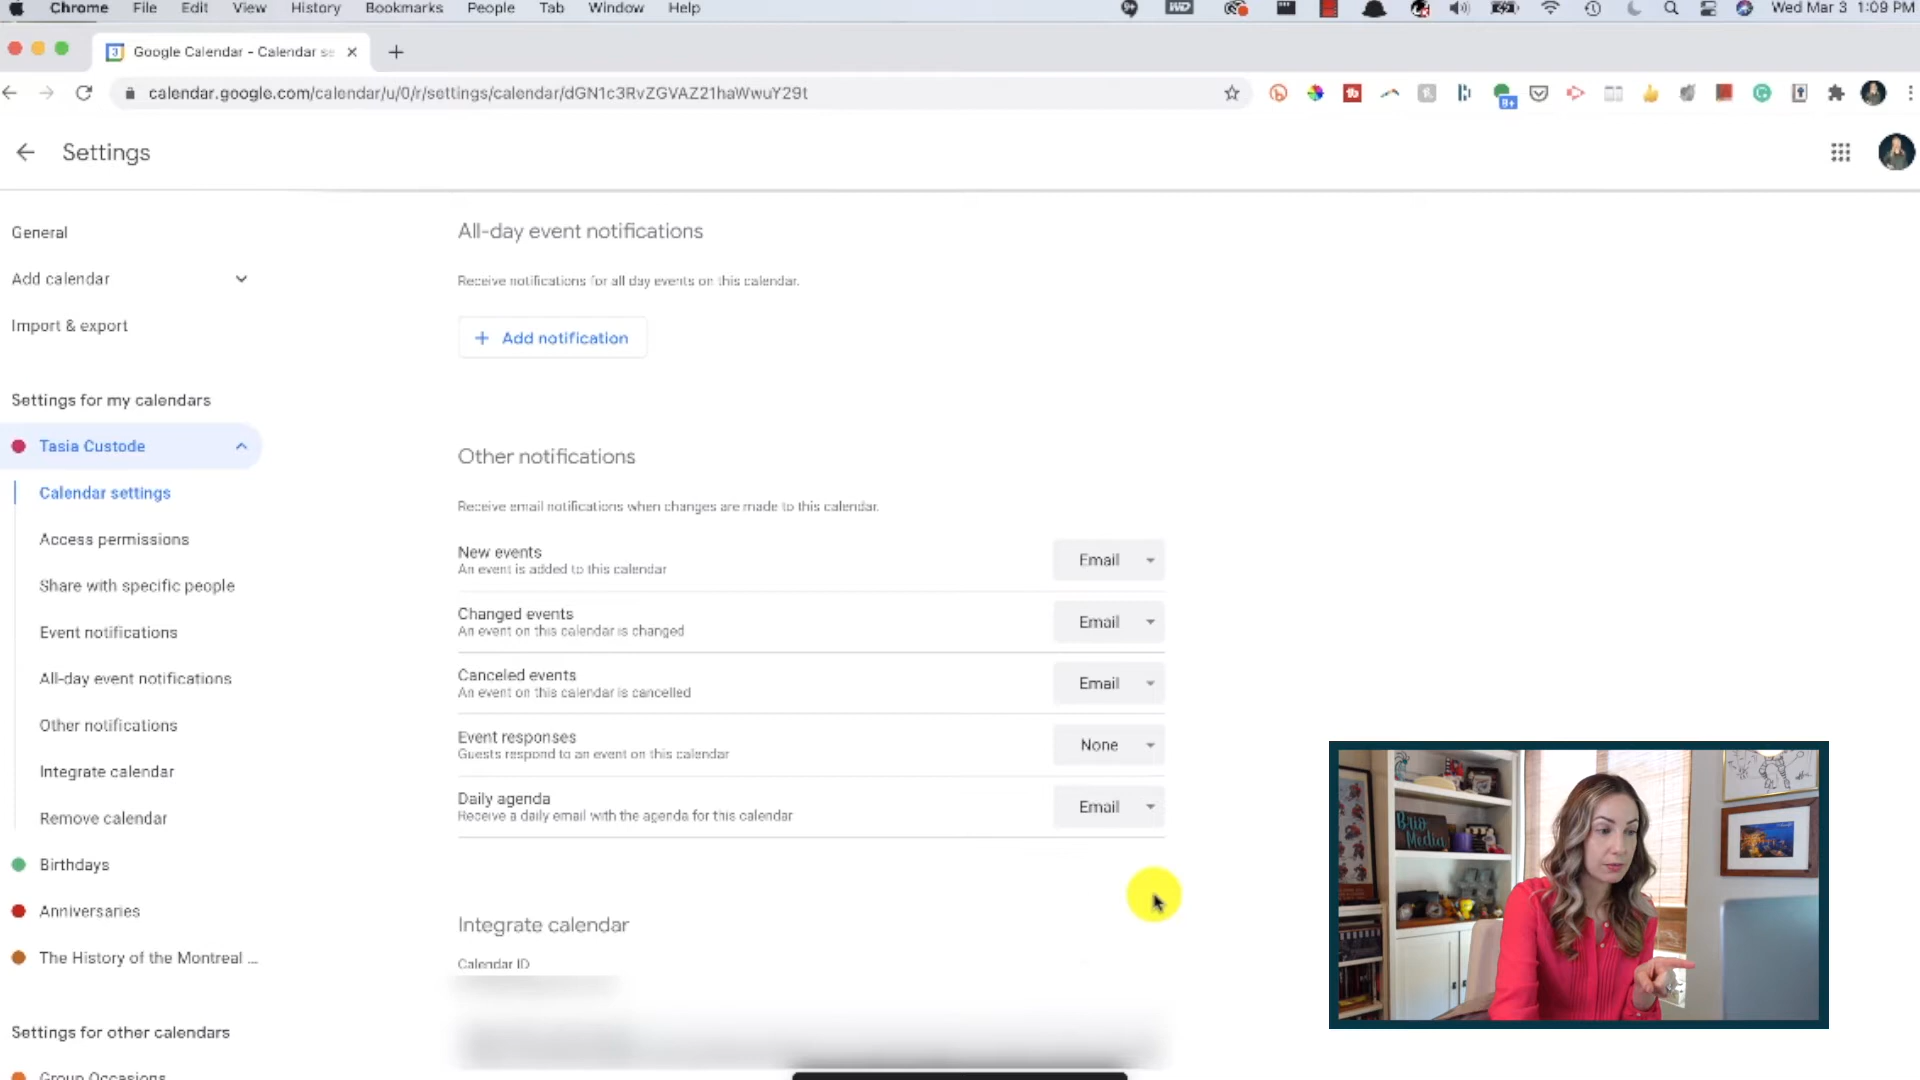 Chrome File Edit View History Bookmarks People Tab Window Help Wed Mar 3 1:09 PM
Google Calendar - Calendar se
calendar.google.com/calendar/u/0/r/settings/calendar/dGN1c3RvZGVAZ21haWwuY29t
Settings
General
Add calendar
Import & export
Settings for my calendars
Tasia Custode
Calendar settings
Access permissions
Share with specific people
Event notifications
All-day event notifications
Other notifications
Integrate calendar
Remove calendar
Birthdays
Anniversaries
The History of the Montreal ...
Settings for other calendars
Group Occasions
All-day event notifications
Receive notifications for all day events on this calendar.
+ Add notification
Other notifications
Receive email notifications when changes are made to this calendar.
New events
An event is added to this calendar
Email
Changed events
An event on this calendar is changed
Email
Canceled events
An event on this calendar is cancelled
Email
Event responses
Guests respond to an event on this calendar
None
Daily agenda
Receive a daily email with the agenda for this calendar
Email
Integrate calendar
Calendar ID
Brio
Media